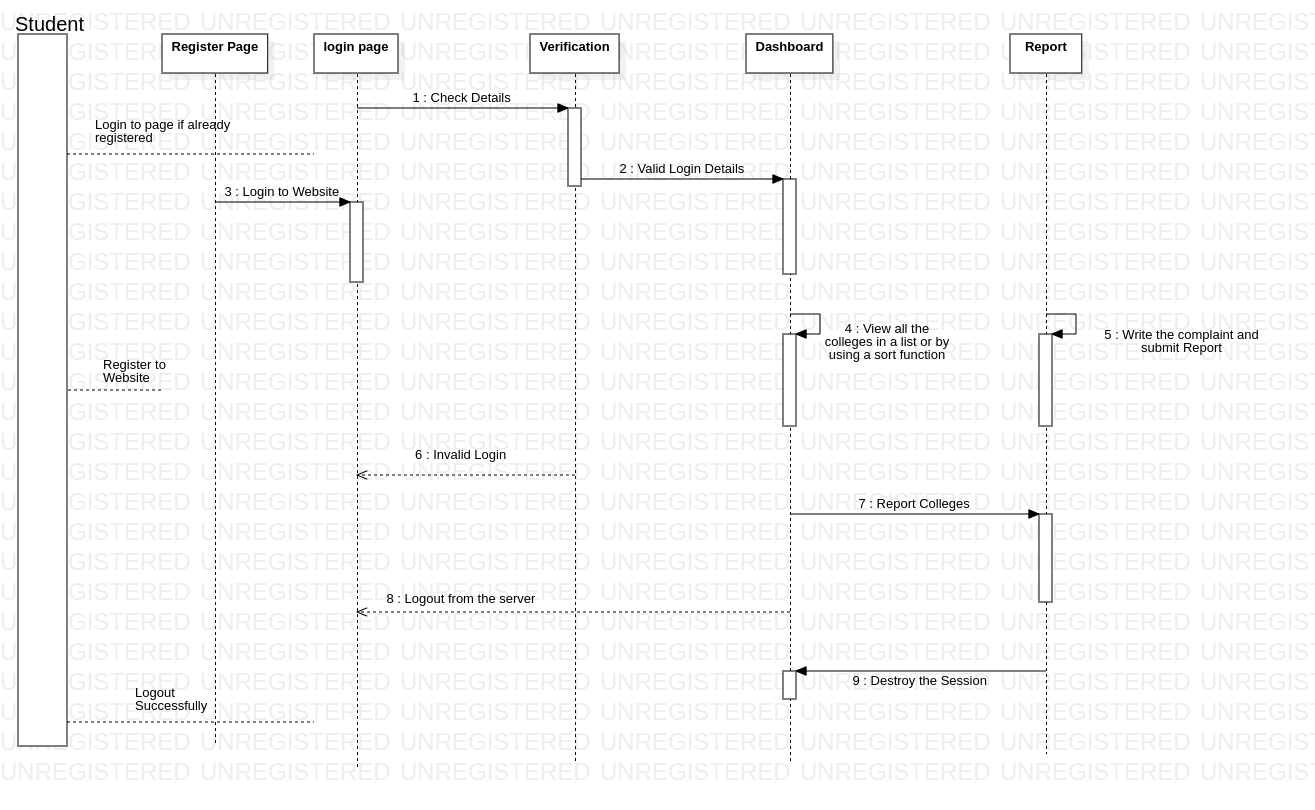 Student
Register Page
login page
Verification
Dashboard
Report
1 : Check Details
Login to page if already
registered
2 : Valid Login Details
3 : Login to Website
4 : View all the
colleges in a list or by
using a sort function
5 : Write the complaint and
submit Report
Register to
Website
6 : Invalid Login
7 : Report Colleges
8 : Logout from the server
9 : Destroy the Session
Logout
Successfully
UNREGISTERED